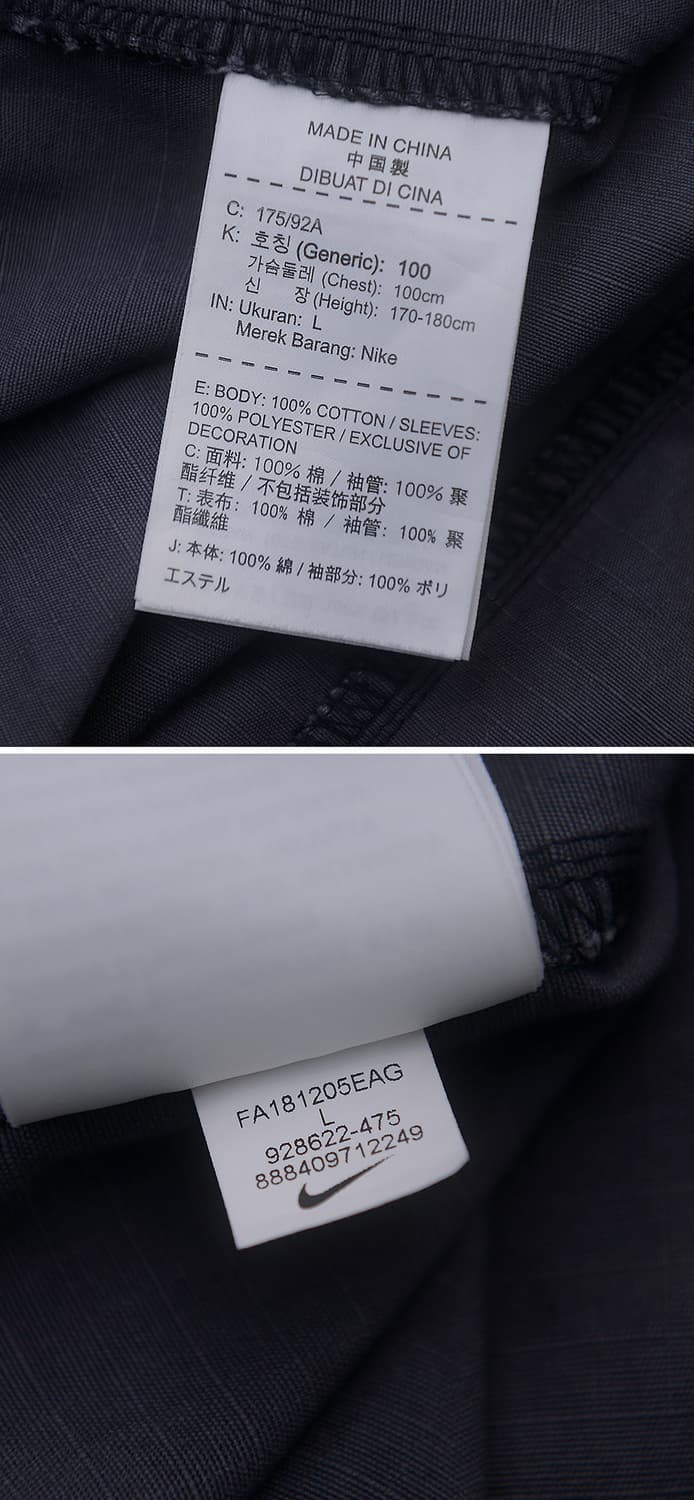 MADE IN CHINA
中国製
DIBUAT DI CINA
C: 175/92A
K: 호칭 (Generic): 100
가슴둘레 (Chest): 100cm
신 장 (Height): 170-180cm
IN: Ukuran: L
Merek Barang: Nike
E: BODY: 100% COTTON / SLEEVES:
100% POLYESTER / EXCLUSIVE OF
DECORATION
C: 面料: 100% 棉 / 袖管: 100% 聚
酯纤维 / 不包括装饰部分
T: 表布: 100% 棉 / 袖管: 100% 聚
酯纖維
J: 本体: 100% 綿 / 袖部分: 100% ポリ
エステル
FA181205EAG
L
928622-475
888409712249